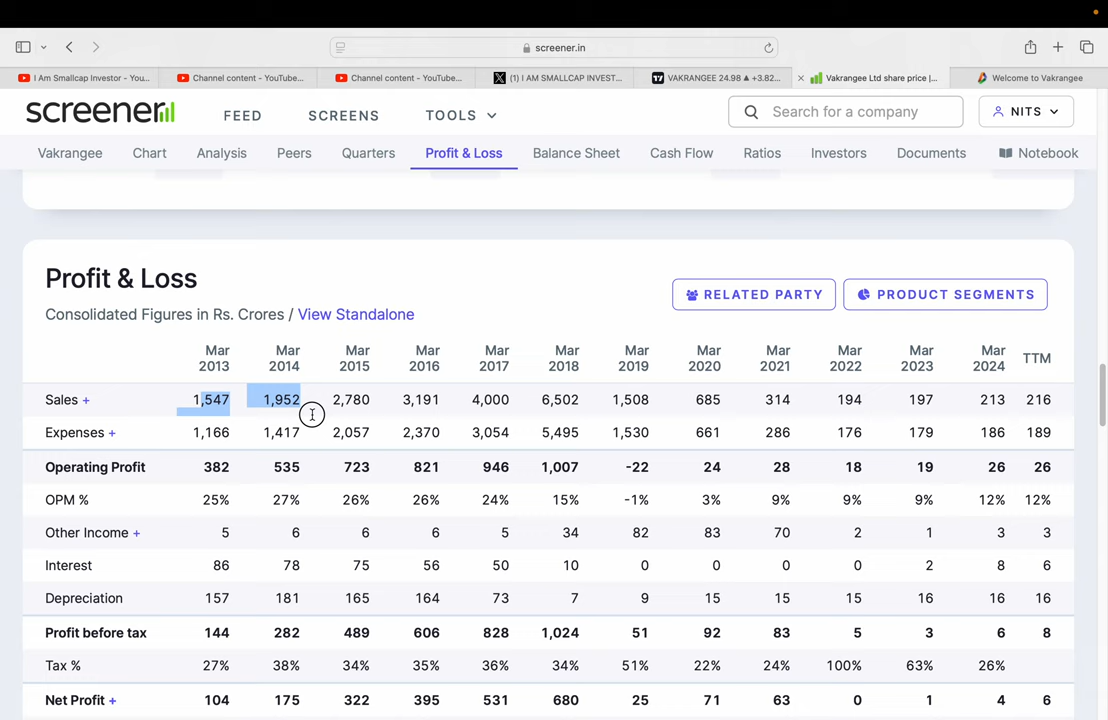 screener.in
I Am Smallcap Investor - You...
Channel content - YouTube...
Channel content - YouTube...
(1) I AM SMALLCAP INVEST...
VAKRANGEE 24.98 ▲ +3.82...
Vakrangee Ltd share price |...
Welcome to Vakrangee
screener
FEED
SCREENS
TOOLS
Search for a company
NITS
Vakrangee Chart Analysis Peers Quarters Profit & Loss Balance Sheet Cash Flow Ratios Investors Documents Notebook
Profit & Loss
Consolidated Figures in Rs. Crores / View Standalone
RELATED PARTY
PRODUCT SEGMENTS
Mar 2013 Mar 2014 Mar 2015 Mar 2016 Mar 2017 Mar 2018 Mar 2019 Mar 2020 Mar 2021 Mar 2022 Mar 2023 Mar 2024 TTM
Sales + 1,547 1,952 2,780 3,191 4,000 6,502 1,508 685 314 194 197 213 216
Expenses + 1,166 1,417 2,057 2,370 3,054 5,495 1,530 661 286 176 179 186 189
Operating Profit 382 535 723 821 946 1,007 -22 24 28 18 19 26 26
OPM % 25% 27% 26% 26% 24% 15% -1% 3% 9% 9% 9% 12% 12%
Other Income + 5 6 6 6 5 34 82 83 70 2 1 3 3
Interest 86 78 75 56 50 10 0 0 0 0 2 8 6
Depreciation 157 181 165 164 73 7 9 15 15 15 16 16 16
Profit before tax 144 282 489 606 828 1,024 51 92 83 5 3 6 8
Tax % 27% 38% 34% 35% 36% 34% 51% 22% 24% 100% 63% 26%
Net Profit + 104 175 322 395 531 680 25 71 63 0 1 4 6